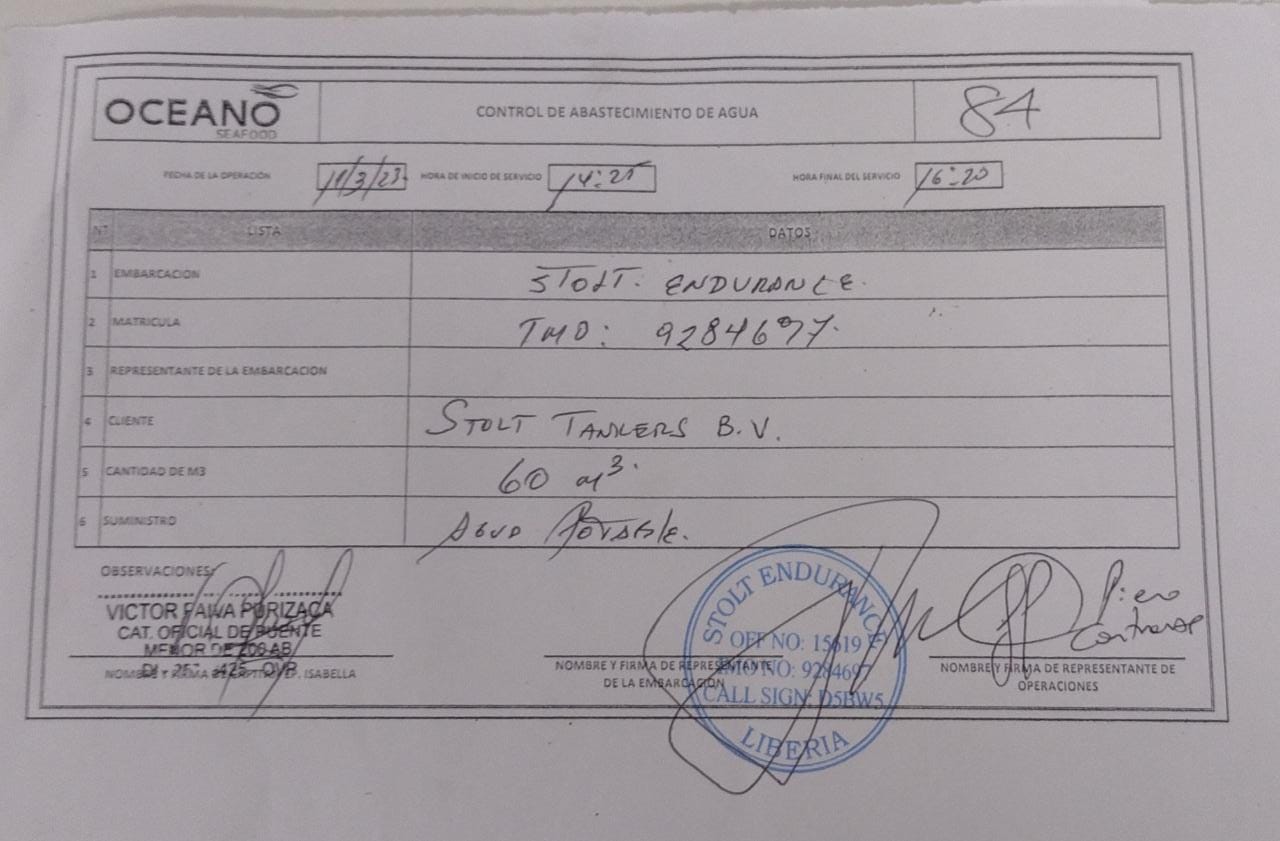 OCEANO
SEAFOOD
CONTROL DE ABASTECIMIENTO DE AGUA
84
FECHA DE LA OPERACIÓN 11/3/23 HORA DE INICIO DE SERVICIO 14:25 HORA FINAL DEL SERVICIO 16:20
N° LISTA DATOS
1 EMBARCACION STOLT. ENDURANCE.
2 MATRICULA IMO: 9284697.
3 REPRESENTANTE DE LA EMBARCACION
4 CLIENTE STOLT TANKERS B.V.
5 CANTIDAD DE M3 60 m³.
6 SUMINISTRO Agua Potable.
OBSERVACIONES:
VICTOR PAIVA PURIZACA
CAT. OFICIAL DE PUENTE
MENOR DE 200 AB
NOMBRE Y FIRMA DE ISABELLA
STOLT ENDURANCE
OFF NO: 15619
IMO NO: 9284697
CALL SIGN: D5BW5
LIBERIA
NOMBRE Y FIRMA DE REPRESENTANTE
DE LA EMBARCACION
Piero
Contreras
NOMBRE Y FIRMA DE REPRESENTANTE DE
OPERACIONES